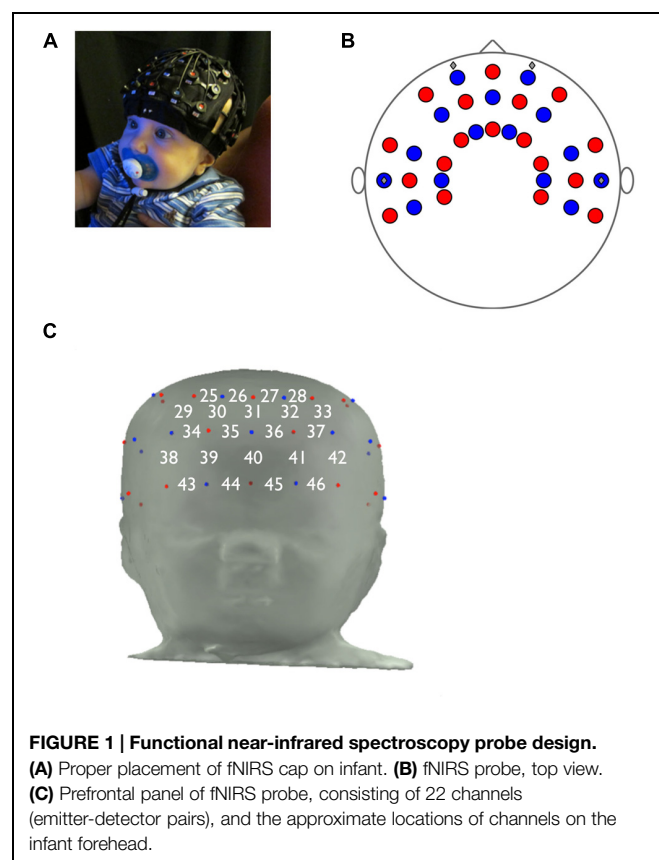 A
B
C
25 26 27 28
29 30 31 32 33
34 35 36 37
38 39 40 41 42
43 44 45 46
FIGURE 1 | Functional near-infrared spectroscopy probe design.
(A) Proper placement of fNIRS cap on infant. (B) fNIRS probe, top view.
(C) Prefrontal panel of fNIRS probe, consisting of 22 channels
(emitter-detector pairs), and the approximate locations of channels on the
infant forehead.